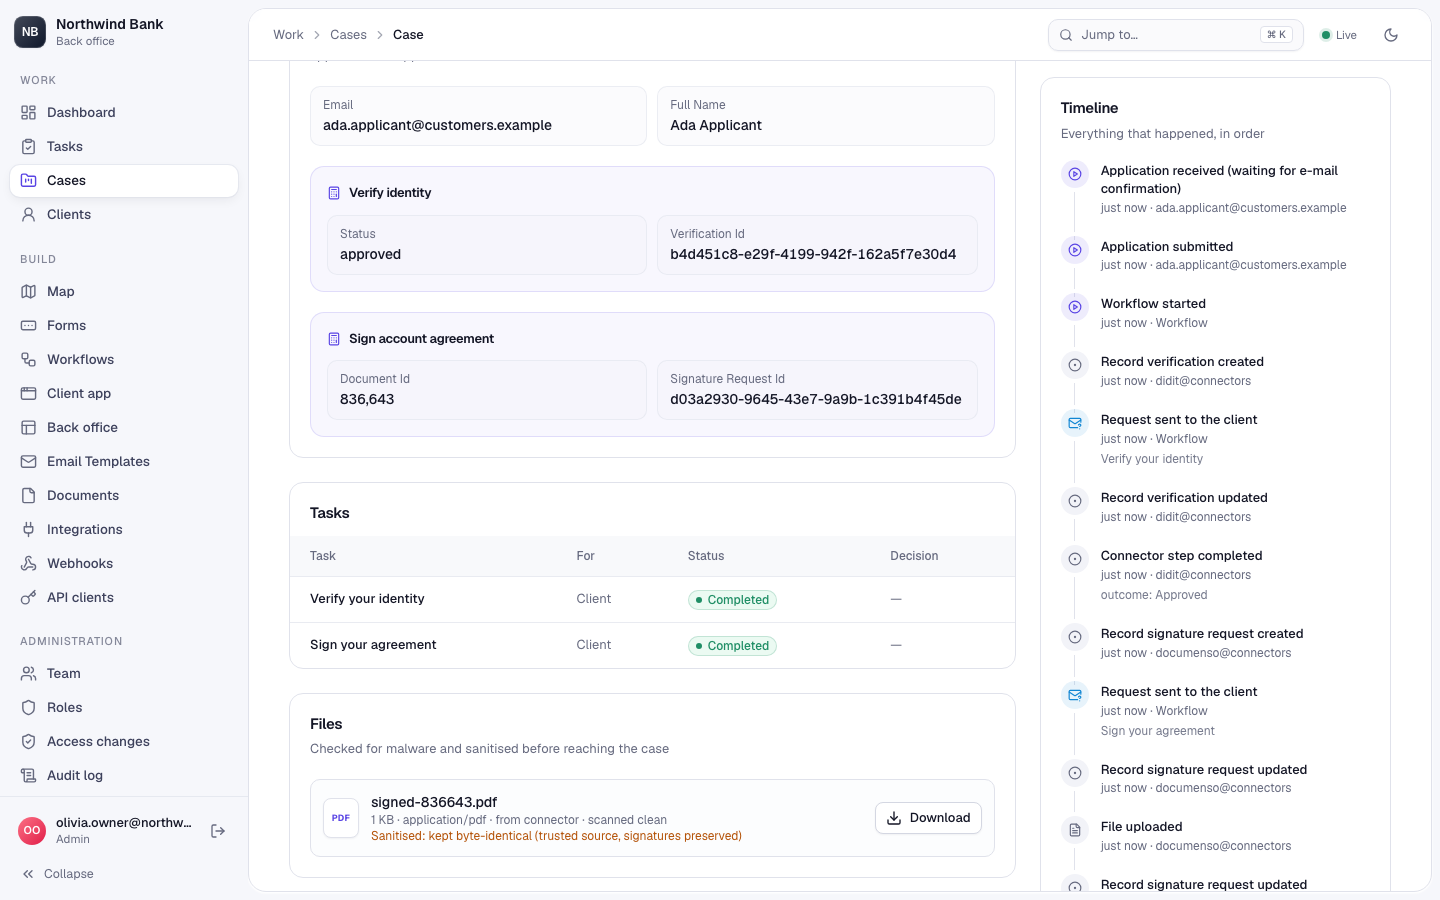 NB
Northwind Bank
Back office
WORK
Dashboard
Tasks
Cases
Clients
BUILD
Map
Forms
Workflows
Client app
Back office
Email Templates
Documents
Integrations
Webhooks
API clients
ADMINISTRATION
Team
Roles
Access changes
Audit log
OO
olivia.owner@northw...
Admin
Collapse
Work
Cases
Case
Jump to...
⌘ K
Live
Email
ada.applicant@customers.example
Full Name
Ada Applicant
Verify identity
Status
approved
Verification Id
b4d451c8-e29f-4199-942f-162a5f7e30d4
Sign account agreement
Document Id
836,643
Signature Request Id
d03a2930-9645-43e7-9a9b-1c391b4f45de
Tasks
Task For Status Decision
Verify your identity Client Completed —
Sign your agreement Client Completed —
Files
Checked for malware and sanitised before reaching the case
PDF
signed-836643.pdf
1 KB · application/pdf · from connector · scanned clean
Sanitised: kept byte-identical (trusted source, signatures preserved)
Download
Timeline
Everything that happened, in order
Application received (waiting for e-mail
confirmation)
just now · ada.applicant@customers.example
Application submitted
just now · ada.applicant@customers.example
Workflow started
just now · Workflow
Record verification created
just now · didit@connectors
Request sent to the client
just now · Workflow
Verify your identity
Record verification updated
just now · didit@connectors
Connector step completed
just now · didit@connectors
outcome: Approved
Record signature request created
just now · documenso@connectors
Request sent to the client
just now · Workflow
Sign your agreement
Record signature request updated
just now · documenso@connectors
File uploaded
just now · documenso@connectors
Record signature request updated